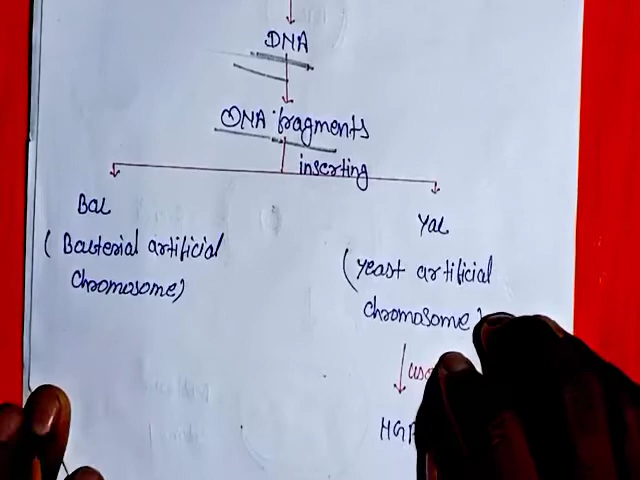 DNA
DNA fragments
inserting
BAC
(Bacterial artificial
chromosome)
YAC
(yeast artificial
chromosome)